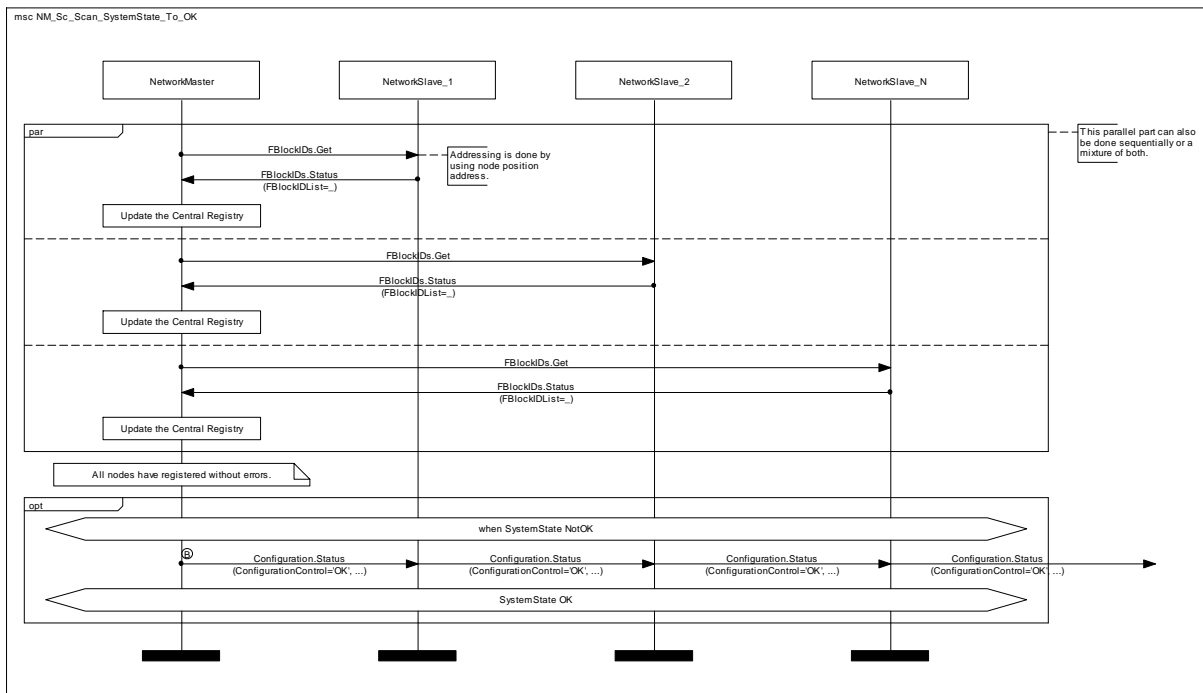 msc NM_Sc_Scan_SystemState_To_OK
NetworkMaster
NetworkSlave_1
NetworkSlave_2
NetworkSlave_N
par
This parallel part can also
be done sequentially or a
mixture of both.
FBlockIDs.Get
Addressing is done by
using node position
address.
FBlockIDs.Status
(FBlockIDList=_)
Update the Central Registry
FBlockIDs.Get
FBlockIDs.Status
(FBlockIDList=_)
Update the Central Registry
FBlockIDs.Get
FBlockIDs.Status
(FBlockIDList=_)
Update the Central Registry
All nodes have registered without errors.
opt
when SystemState NotOK
B
Configuration.Status
(ConfigurationControl='OK', ...)
Configuration.Status
(ConfigurationControl='OK', ...)
Configuration.Status
(ConfigurationControl='OK', ...)
Configuration.Status
(ConfigurationControl='OK', ...)
SystemState OK